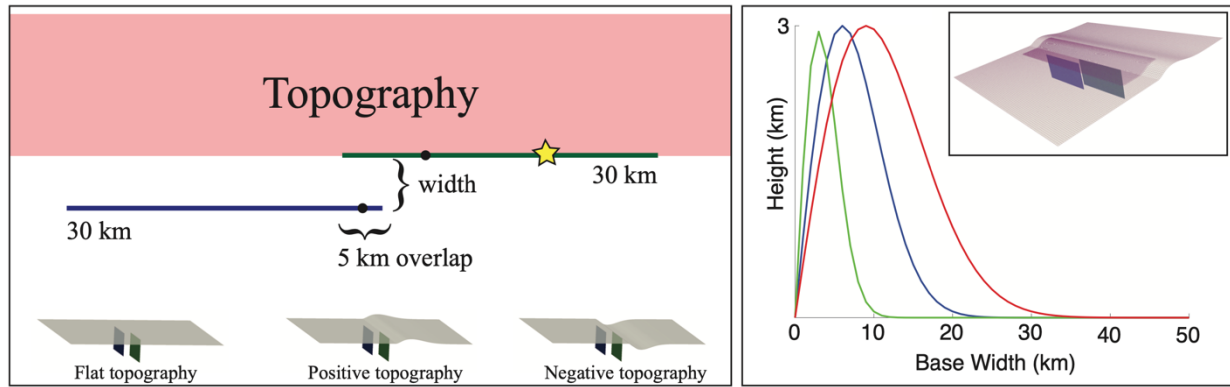 Topography
width
30 km
30 km
5 km overlap
Flat topography
Positive topography
Negative topography
3
Height (km)
0
10
20
30
40
50
Base Width (km)